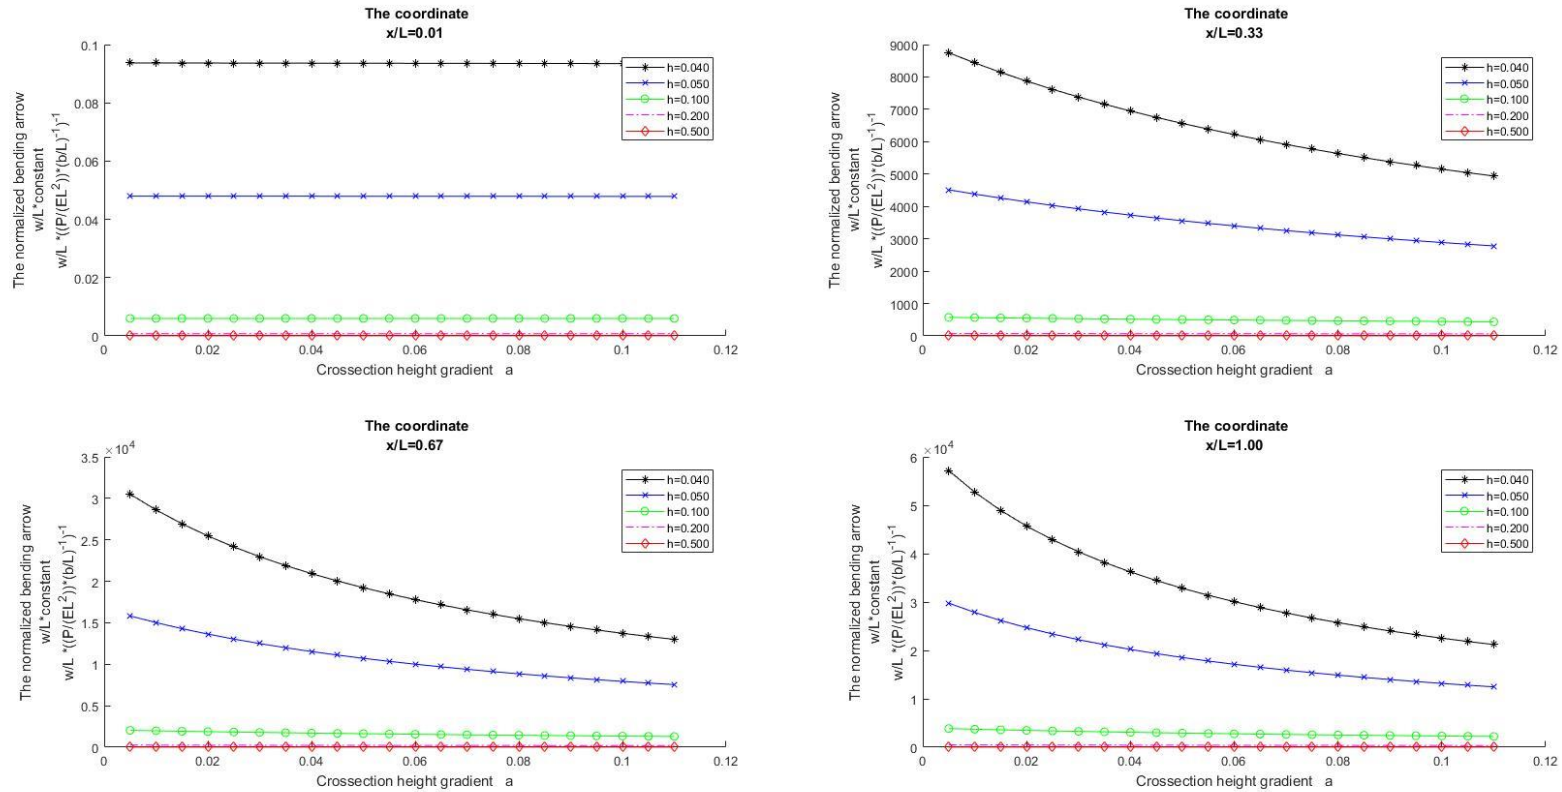 The coordinate
x/L=0.01
The normalized bending arrow
w/L*constant
w/L *((P/(EL²))*(b/L)⁻¹)⁻¹
0.1
0.08
0.06
0.04
0.02
0
0 0.02 0.04 0.06 0.08 0.1 0.12
Crossection height gradient a
h=0.040
h=0.050
h=0.100
h=0.200
h=0.500
The coordinate
x/L=0.33
The normalized bending arrow
w/L*constant
w/L *((P/(EL²))*(b/L)⁻¹)⁻¹
9000
8000
7000
6000
5000
4000
3000
2000
1000
0
0 0.02 0.04 0.06 0.08 0.1 0.12
Crossection height gradient a
h=0.040
h=0.050
h=0.100
h=0.200
h=0.500
The coordinate
x/L=0.67
The normalized bending arrow
w/L*constant
w/L *((P/(EL²))*(b/L)⁻¹)⁻¹
×10⁴
3.5
3
2.5
2
1.5
1
0.5
0
0 0.02 0.04 0.06 0.08 0.1 0.12
Crossection height gradient a
h=0.040
h=0.050
h=0.100
h=0.200
h=0.500
The coordinate
x/L=1.00
The normalized bending arrow
w/L*constant
w/L *((P/(EL²))*(b/L)⁻¹)⁻¹
×10⁴
6
5
4
3
2
1
0
0 0.02 0.04 0.06 0.08 0.1 0.12
Crossection height gradient a
h=0.040
h=0.050
h=0.100
h=0.200
h=0.500